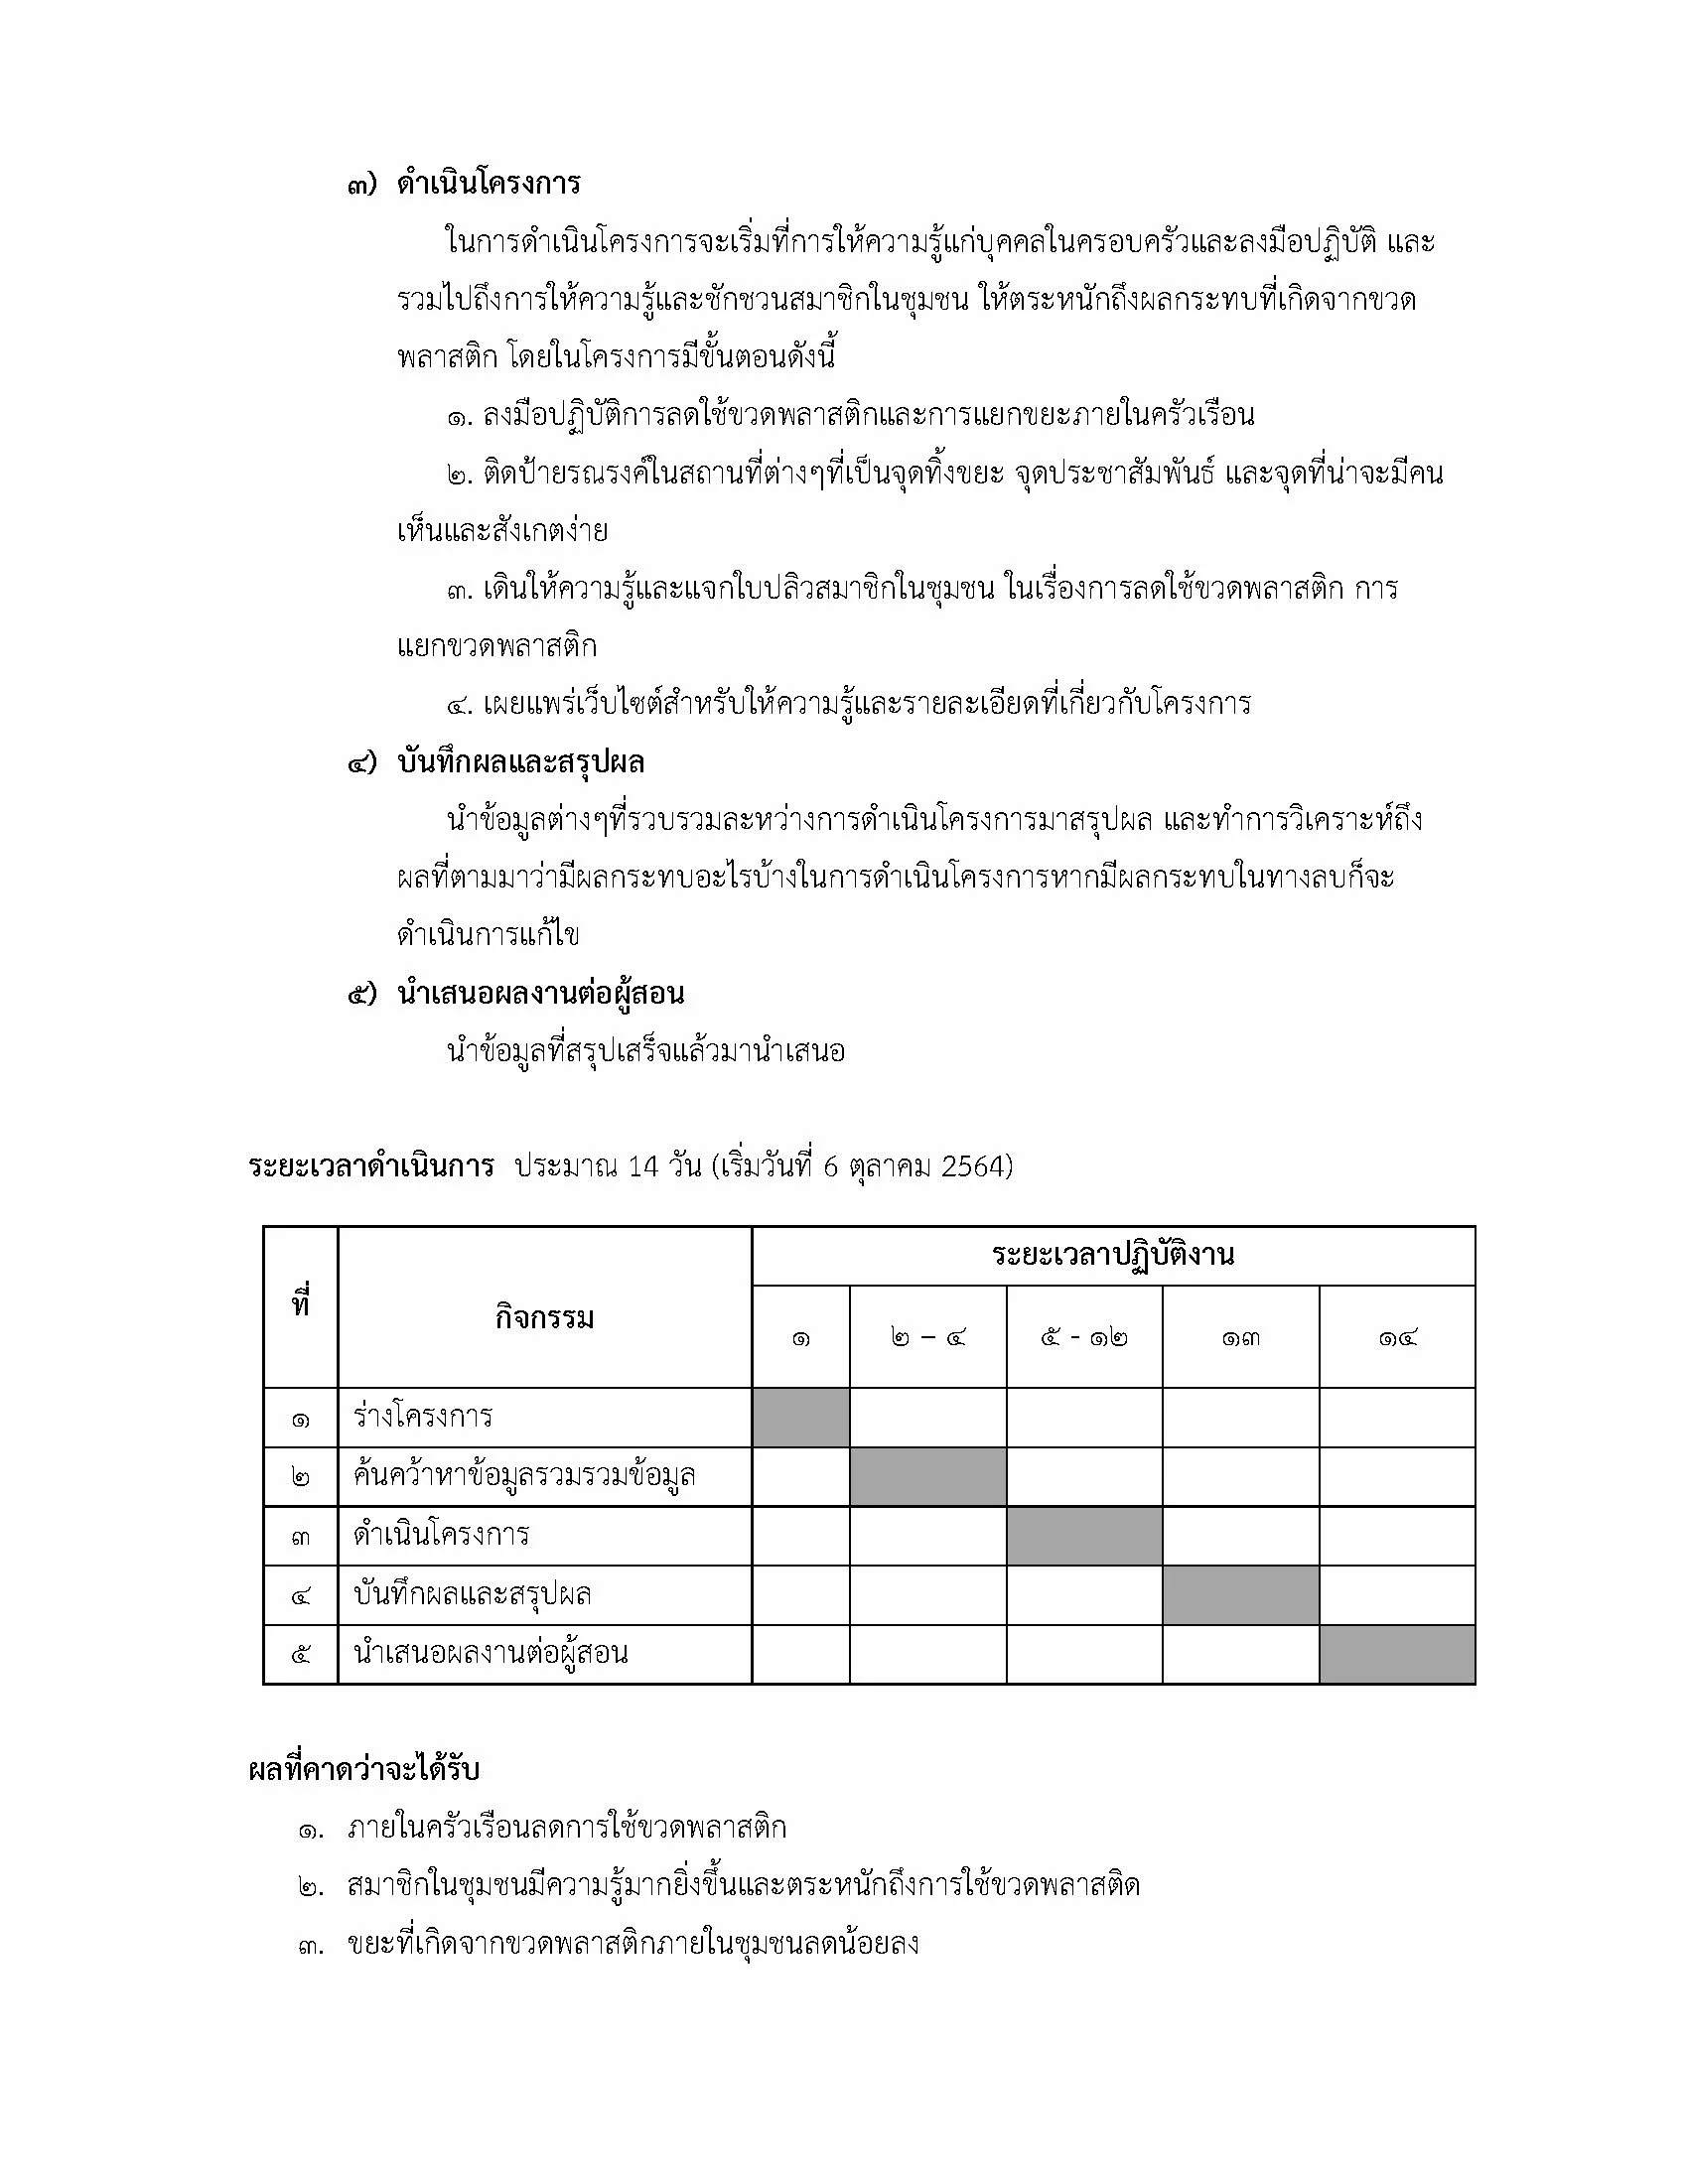 ๓) ดำเนินโครงการ
ในการดำเนินโครงการจะเริ่มที่การให้ความรู้แก่บุคคลในครอบครัวและลงมือปฏิบัติ และ
รวมไปถึงการให้ความรู้และชักชวนสมาชิกในชุมชน ให้ตระหนักถึงผลกระทบที่เกิดจากขวด
พลาสติก โดยในโครงการมีขั้นตอนดังนี้
๑. ลงมือปฏิบัติการลดใช้ขวดพลาสติกและการแยกขยะภายในครัวเรือน
๒. ติดป้ายรณรงค์ในสถานที่ต่างๆที่เป็นจุดทิ้งขยะ จุดประชาสัมพันธ์ และจุดที่น่าจะมีคน
เห็นและสังเกตง่าย
๓. เดินให้ความรู้และแจกใบปลิวสมาชิกในชุมชน ในเรื่องการลดใช้ขวดพลาสติก การ
แยกขวดพลาสติก
๔. เผยแพร่เว็บไซต์สำหรับให้ความรู้และรายละเอียดที่เกี่ยวกับโครงการ
๔) บันทึกผลและสรุปผล
นำข้อมูลต่างๆที่รวบรวมละหว่างการดำเนินโครงการมาสรุปผล และทำการวิเคราะห์ถึง
ผลที่ตามมาว่ามีผลกระทบอะไรบ้างในการดำเนินโครงการหากมีผลกระทบในทางลบก็จะ
ดำเนินการแก้ไข
๕) นำเสนอผลงานต่อผู้สอน
นำข้อมูลที่สรุปเสร็จแล้วมานำเสนอ
ระยะเวลาดำเนินการ ประมาณ 14 วัน (เริ่มวันที่ 6 ตุลาคม 2564)
ที่ กิจกรรม ระยะเวลาปฏิบัติงาน
๑ ๒ – ๔ ๕ - ๑๒ ๑๓ ๑๔
๑ ร่างโครงการ
๒ ค้นคว้าหาข้อมูลรวมรวมข้อมูล
๓ ดำเนินโครงการ
๔ บันทึกผลและสรุปผล
๕ นำเสนอผลงานต่อผู้สอน
ผลที่คาดว่าจะได้รับ
๑. ภายในครัวเรือนลดการใช้ขวดพลาสติก
๒. สมาชิกในชุมชนมีความรู้มากยิ่งขึ้นและตระหนักถึงการใช้ขวดพลาสติด
๓. ขยะที่เกิดจากขวดพลาสติกภายในชุมชนลดน้อยลง